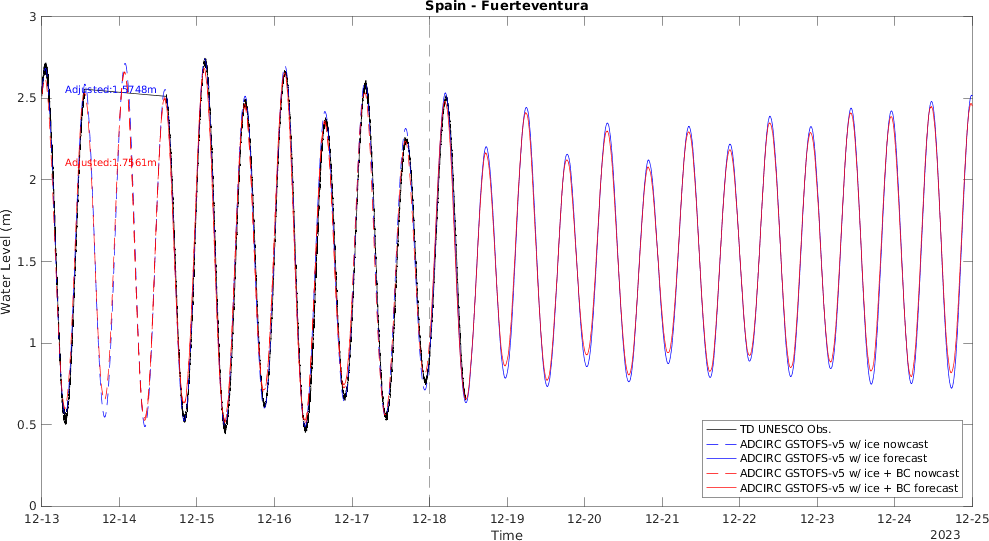 Spain - Fuerteventura
3
2.5
2
1.5
1
0.5
0
Water Level (m)
Adjusted:1.5748m
Adjusted:1.7561m
TD UNESCO Obs.
ADCIRC GSTOFS-v5 w/ ice nowcast
ADCIRC GSTOFS-v5 w/ ice forecast
ADCIRC GSTOFS-v5 w/ ice + BC nowcast
ADCIRC GSTOFS-v5 w/ ice + BC forecast
12-13 12-14 12-15 12-16 12-17 12-18 12-19 12-20 12-21 12-22 12-23 12-24 12-25
Time
2023